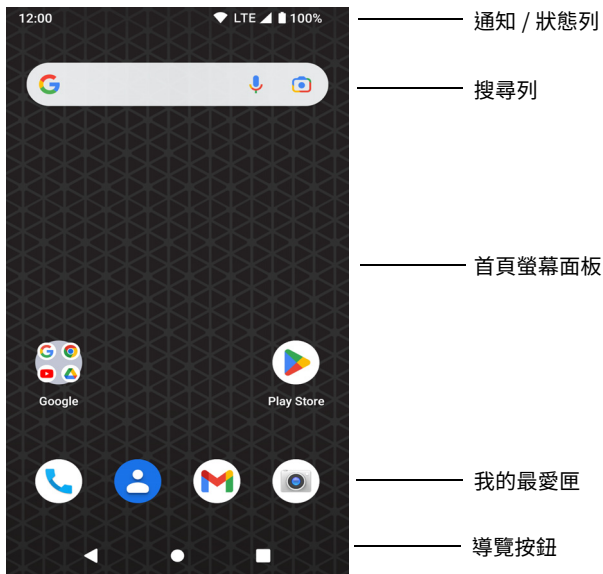 12:00 LTE 100%
通知 / 狀態列
搜尋列
首頁螢幕面板
Google
Play Store
我的最愛匣
導覽按鈕